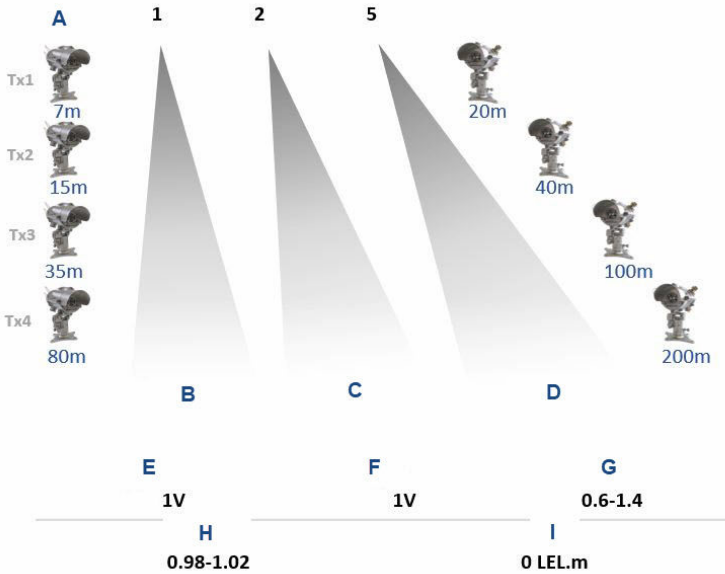 A 1 2 5
Tx1
7m 20m
Tx2
15m 40m
Tx3
35m 100m
Tx4
80m 200m
B C D
E F G
1V 1V 0.6-1.4
H I
0.98-1.02 0 LEL.m